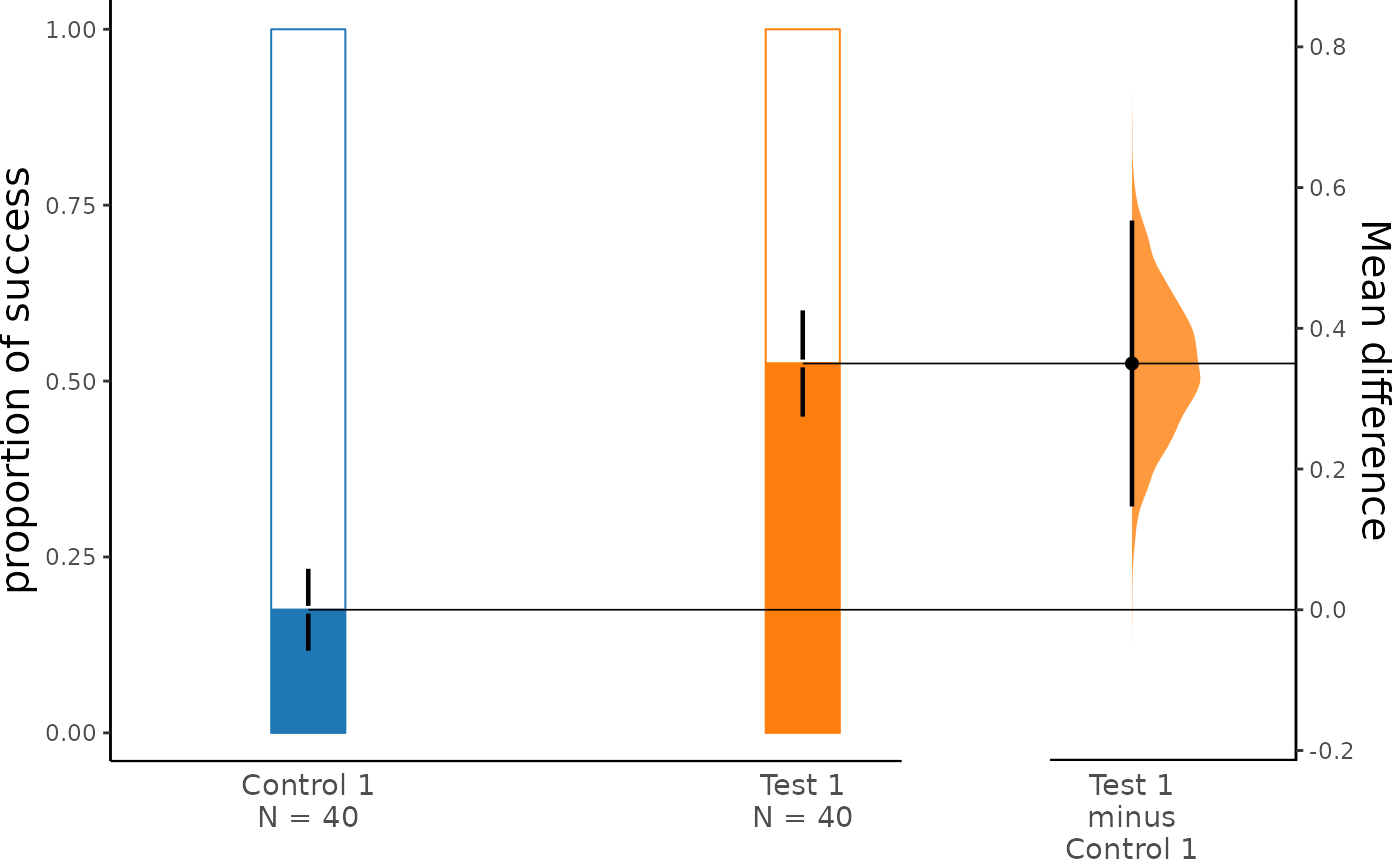 proportion of success
1.00
0.75
0.50
0.25
0.00
Control 1
N = 40
Test 1
N = 40
Test 1
minus
Control 1
0.8
0.6
0.4
0.2
0.0
-0.2
Mean difference